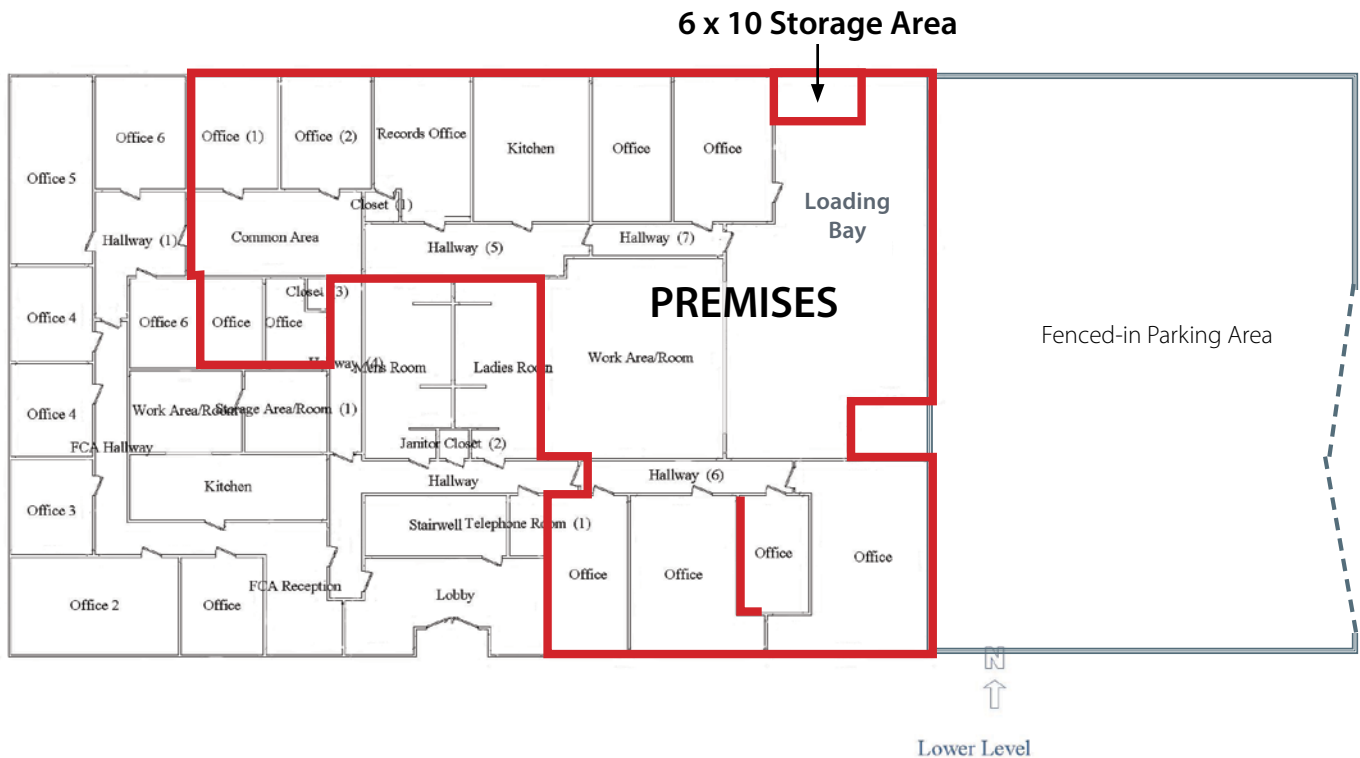 6 x 10 Storage Area
Office 5
Office 6
Office (1)
Office (2)
Records Office
Kitchen
Office
Office
Closet (1)
Loading
Bay
Hallway (1)
Common Area
Hallway (5)
Hallway (7)
Closet (3)
PREMISES
Office 4
Office 6
Office
Office
Fenced-in Parking Area
Hallway (4)
Mens Room
Ladies Room
Work Area/Room
Office 4
Work Area/Room
Storage Area/Room (1)
FCA Hallway
Janitor Closet (2)
Kitchen
Hallway
Hallway (6)
Office 3
Stairwell
Telephone Room (1)
Office
Office
Office
Office
FCA Reception
Lobby
Office 2
Office
N
Lower Level